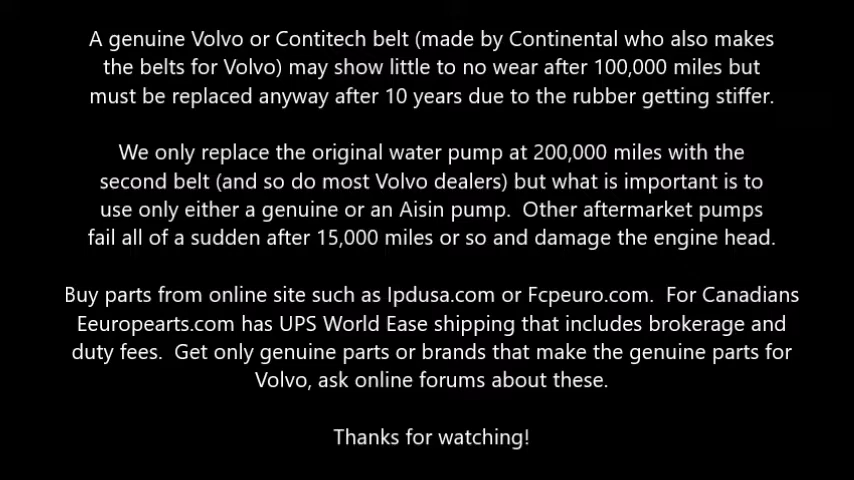 A genuine Volvo or Contitech belt (made by Continental who also makes
the belts for Volvo) may show little to no wear after 100,000 miles but
must be replaced anyway after 10 years due to the rubber getting stiffer.
We only replace the original water pump at 200,000 miles with the
second belt (and so do most Volvo dealers) but what is important is to
use only either a genuine or an Aisin pump.  Other aftermarket pumps
fail all of a sudden after 15,000 miles or so and damage the engine head.
Buy parts from online site such as Ipdusa.com or Fcpeuro.com.  For Canadians
Eeuropearts.com has UPS World Ease shipping that includes brokerage and
duty fees.  Get only genuine parts or brands that make the genuine parts for
Volvo, ask online forums about these.
Thanks for watching!